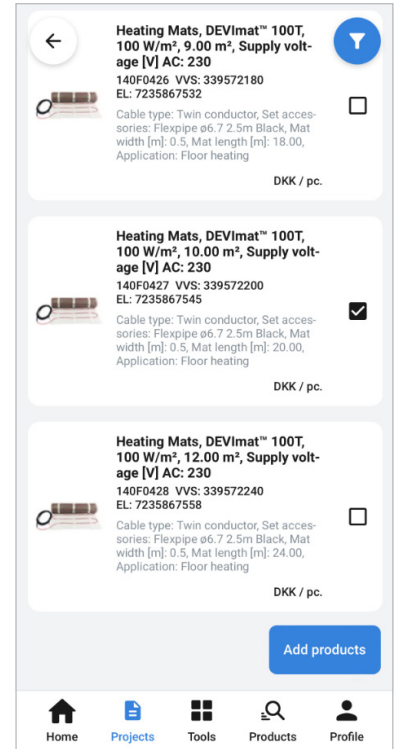 Heating Mats, DEVImat™ 100T,
100 W/m², 9.00 m², Supply volt-
age [V] AC: 230
140F0426 VVS: 339572180
EL: 7235867532
Cable type: Twin conductor, Set acces-
sories: Flexpipe ø6.7 2.5m Black, Mat
width [m]: 0.5, Mat length [m]: 18.00,
Application: Floor heating
DKK / pc.
Heating Mats, DEVImat™ 100T,
100 W/m², 10.00 m², Supply volt-
age [V] AC: 230
140F0427 VVS: 339572200
EL: 7235867545
Cable type: Twin conductor, Set acces-
sories: Flexpipe ø6.7 2.5m Black, Mat
width [m]: 0.5, Mat length [m]: 20.00,
Application: Floor heating
DKK / pc.
Heating Mats, DEVImat™ 100T,
100 W/m², 12.00 m², Supply volt-
age [V] AC: 230
140F0428 VVS: 339572240
EL: 7235867558
Cable type: Twin conductor, Set acces-
sories: Flexpipe ø6.7 2.5m Black, Mat
width [m]: 0.5, Mat length [m]: 24.00,
Application: Floor heating
DKK / pc.
Add products
Home Projects Tools Products Profile